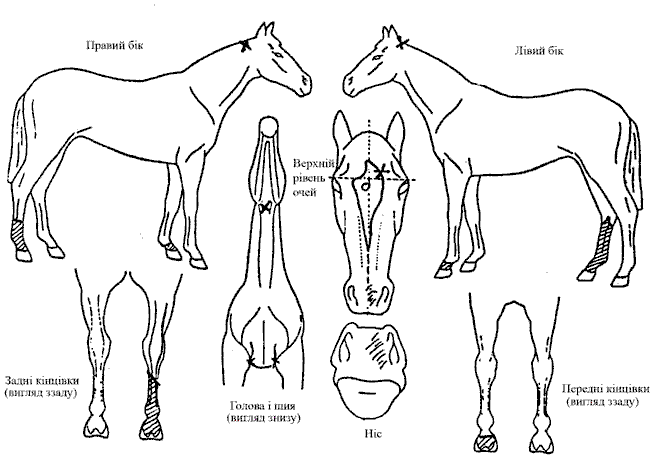 Правий бік
Лівий бік
Верхній
рівень
очей
Задні кінцівки
(вигляд ззаду)
Голова і шия
(вигляд знизу)
Ніс
Передні кінцівки
(вигляд ззаду)